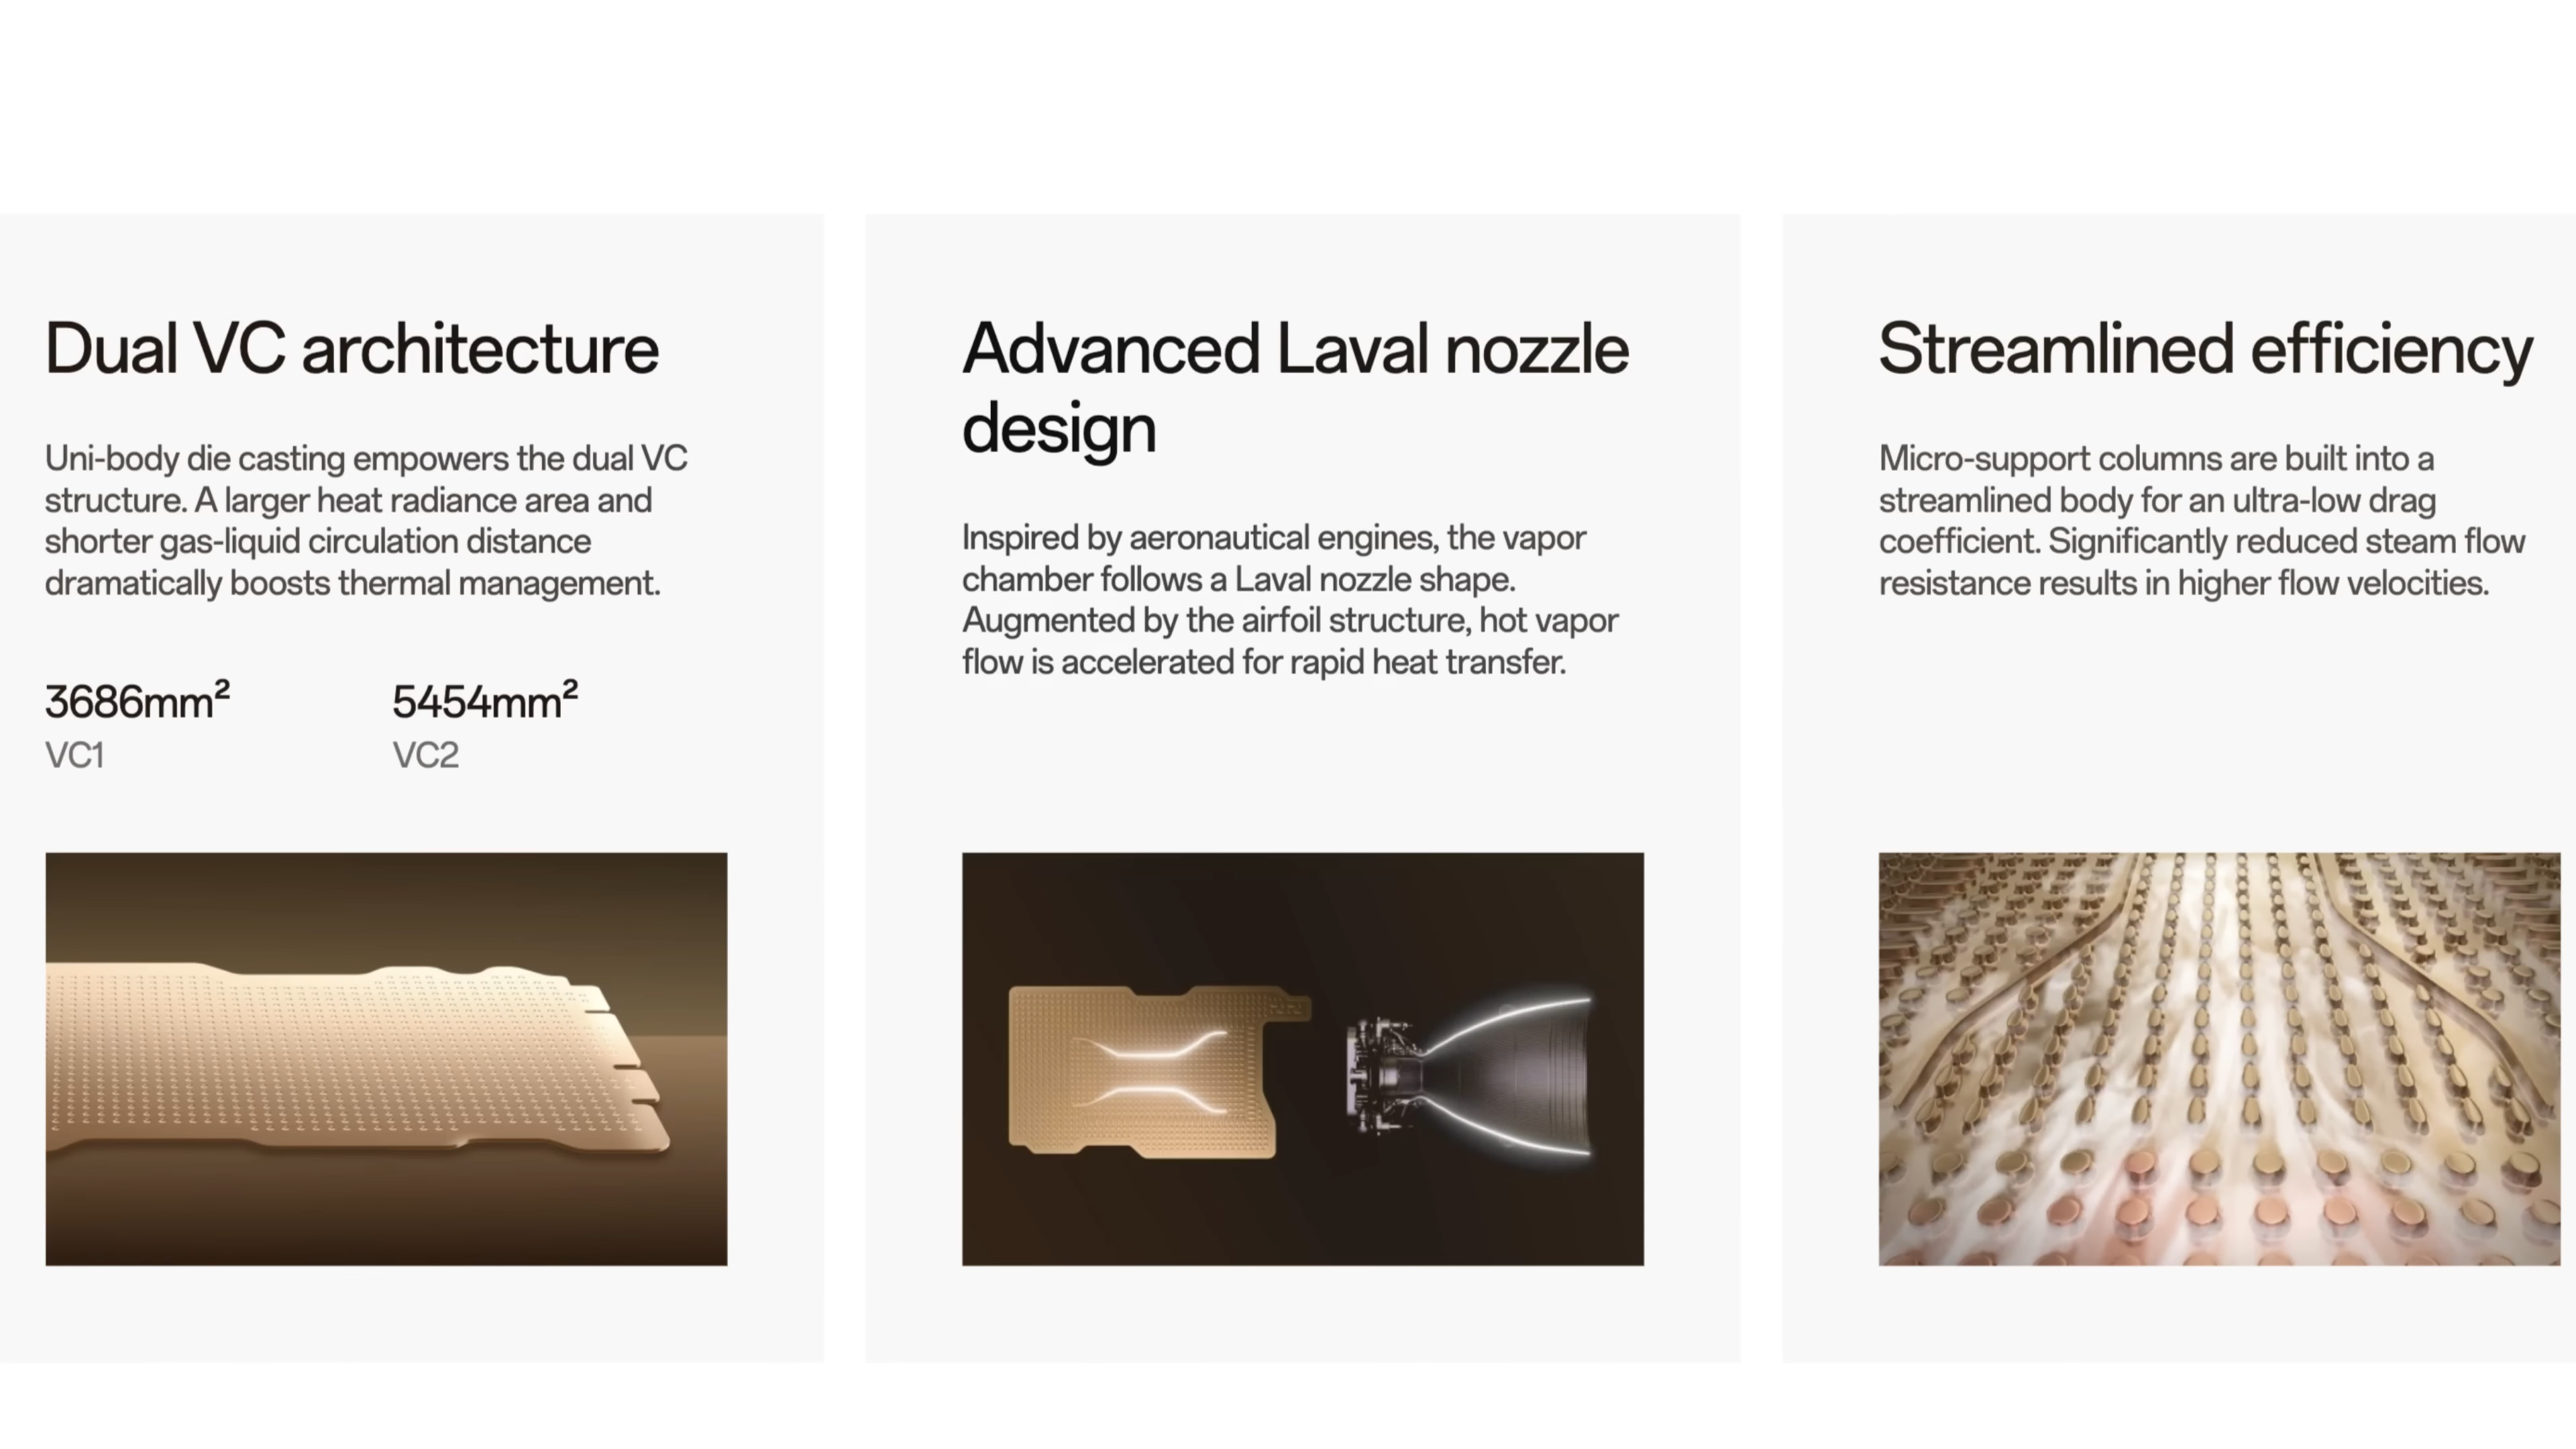 Dual VC architecture
Uni-body die casting empowers the dual VC
structure. A larger heat radiance area and
shorter gas-liquid circulation distance
dramatically boosts thermal management.
3686mm²
VC1
5454mm²
VC2
Advanced Laval nozzle
design
Inspired by aeronautical engines, the vapor
chamber follows a Laval nozzle shape.
Augmented by the airfoil structure, hot vapor
flow is accelerated for rapid heat transfer.
Streamlined efficiency
Micro-support columns are built into a
streamlined body for an ultra-low drag
coefficient. Significantly reduced steam flow
resistance results in higher flow velocities.